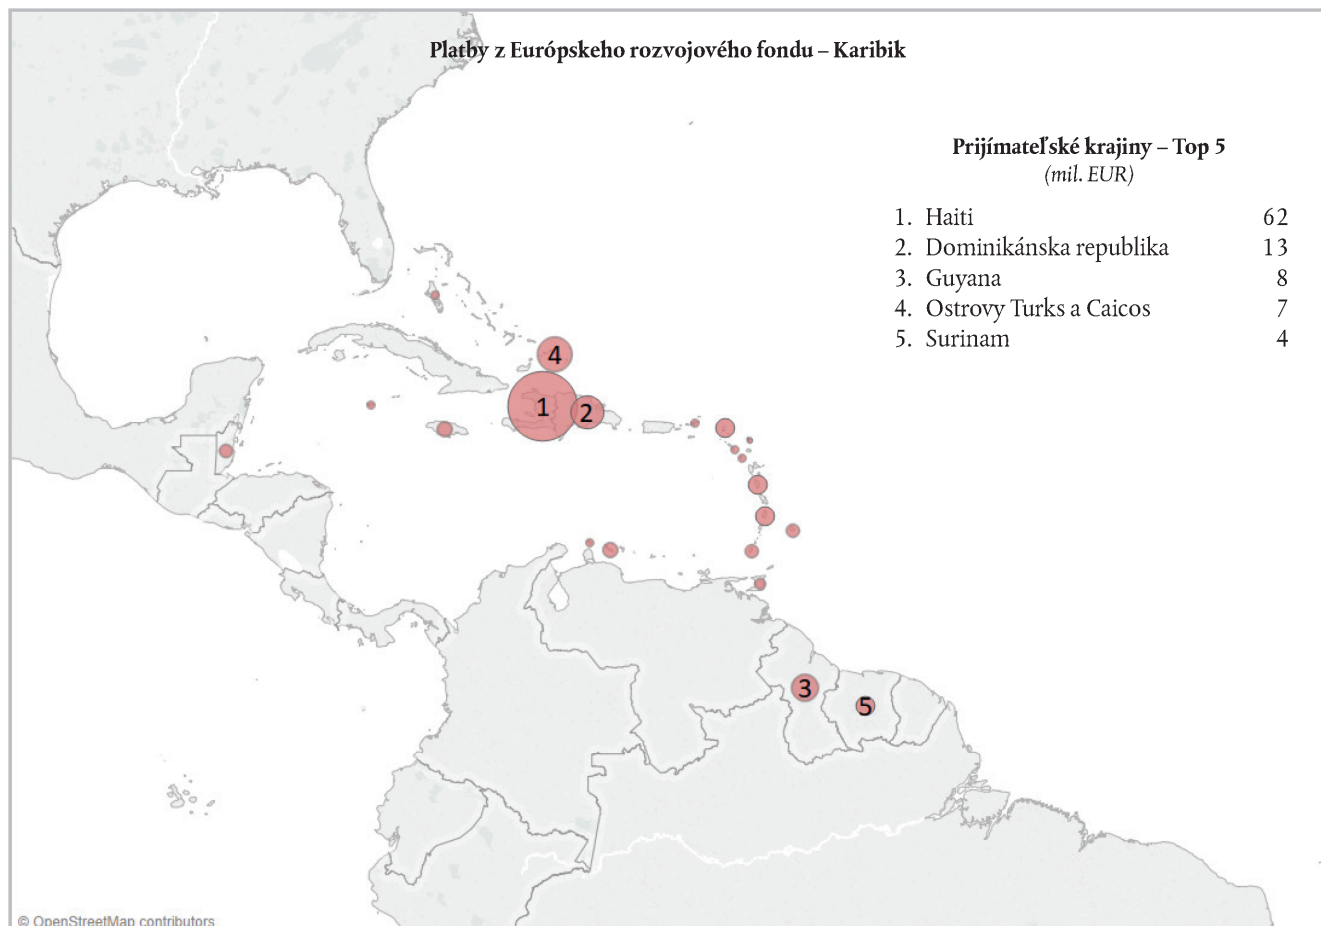 Platby z Európskeho rozvojového fondu – Karibik
Prijímateľské krajiny – Top 5
(mil. EUR)
1. Haiti 62
2. Dominikánska republika 13
3. Guyana 8
4. Ostrovy Turks a Caicos 7
5. Surinam 4
4
1
2
3
5
© OpenStreetMap contributors